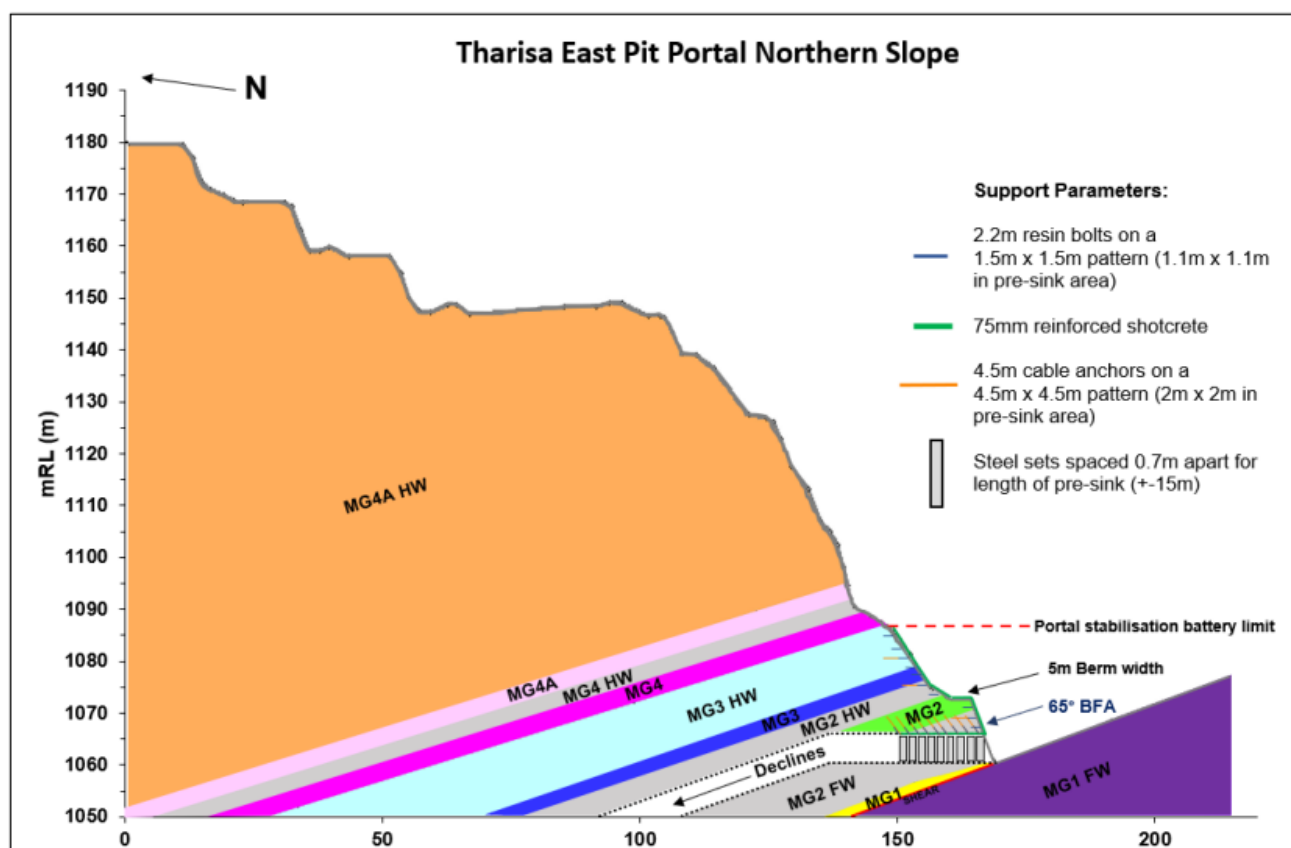 Tharisa East Pit Portal Northern Slope
N
1190
1180
1170
1160
1150
1140
1130
1120
1110
1100
1090
1080
1070
1060
1050
mRL (m)
0
50
100
150
200
Support Parameters:
2.2m resin bolts on a
1.5m x 1.5m pattern (1.1m x 1.1m
in pre-sink area)
75mm reinforced shotcrete
4.5m cable anchors on a
4.5m x 4.5m pattern (2m x 2m in
pre-sink area)
Steel sets spaced 0.7m apart for
length of pre-sink (+-15m)
MG4A HW
Portal stabilisation battery limit
5m Berm width
65° BFA
MG4A
MG4 HW
MG4
MG3 HW
MG3
MG2 HW
MG2
Declines
MG2 FW
MG1
SHEAR
MG1 FW